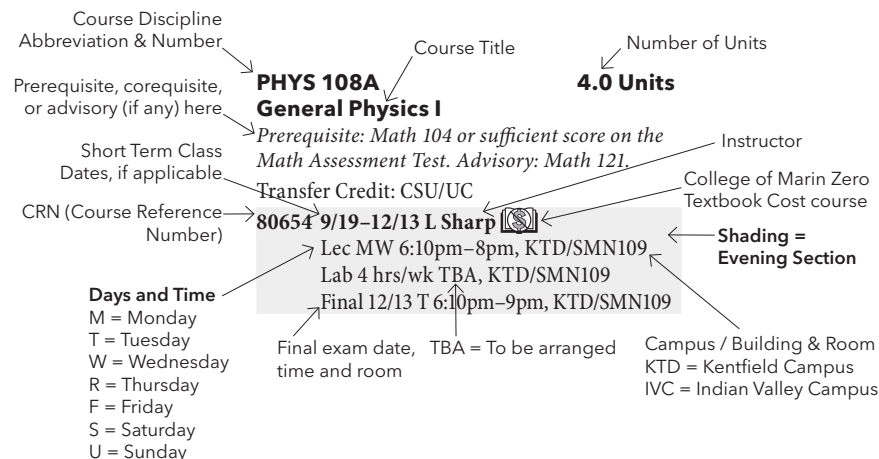 Course Discipline
Abbreviation & Number
Course Title
Number of Units
Prerequisite, corequisite,
or advisory (if any) here
PHYS 108A
4.0 Units
General Physics I
Prerequisite: Math 104 or sufficient score on the
Math Assessment Test. Advisory: Math 121.
Instructor
Short Term Class
Dates, if applicable
Transfer Credit: CSU/UC
College of Marin Zero
Textbook Cost course
CRN (Course Reference
Number)
80654 9/19–12/13 L Sharp $
Lec MW 6:10pm–8pm, KTD/SMN109
Lab 4 hrs/wk TBA, KTD/SMN109
Final 12/13 T 6:10pm–9pm, KTD/SMN109
Shading =
Evening Section
Days and Time
M = Monday
T = Tuesday
W = Wednesday
R = Thursday
F = Friday
S = Saturday
U = Sunday
Final exam date,
time and room
TBA = To be arranged
Campus / Building & Room
KTD = Kentfield Campus
IVC = Indian Valley Campus